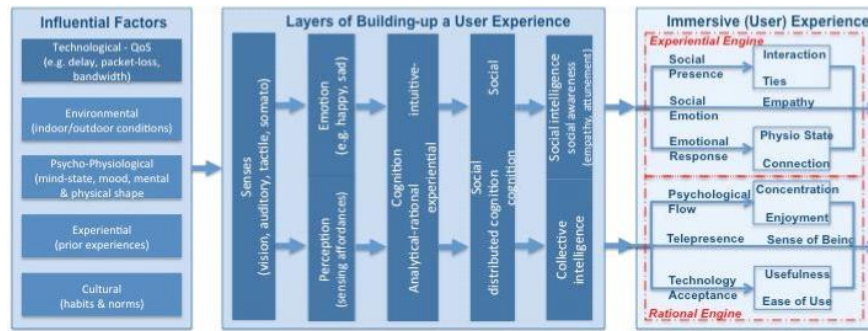 Influential Factors
Technological - QoS
(e.g. delay, packet-loss,
bandwidth)
Environmental
(indoor/outdoor conditions)
Psycho-Physiological
(mind-state, mood, mental
& physical shape
Experiential
(prior experiences)
Cultural
(habits & norms)
Layers of Building-up a User Experience
Senses
(vision, auditory, tactile, somato)
Emotion
(e.g. happy, sad)
Perception
(sensing affordances)
Cognition
Analytical-rational intuitive-
experiential
Social
Social
distributed cognition
cognition
Social intelligence
social awareness
(empathy, attunement)
Collective
intelligence
Immersive (User) Experience
Experiential Engine
Social
Presence
Interaction
Ties
Social
Emotion
Empathy
Emotional
Response
Physio State
Connection
Psychological
Flow
Concentration
Enjoyment
Telepresence
Sense of Being
Technology
Acceptance
Usefulness
Ease of Use
Rational Engine